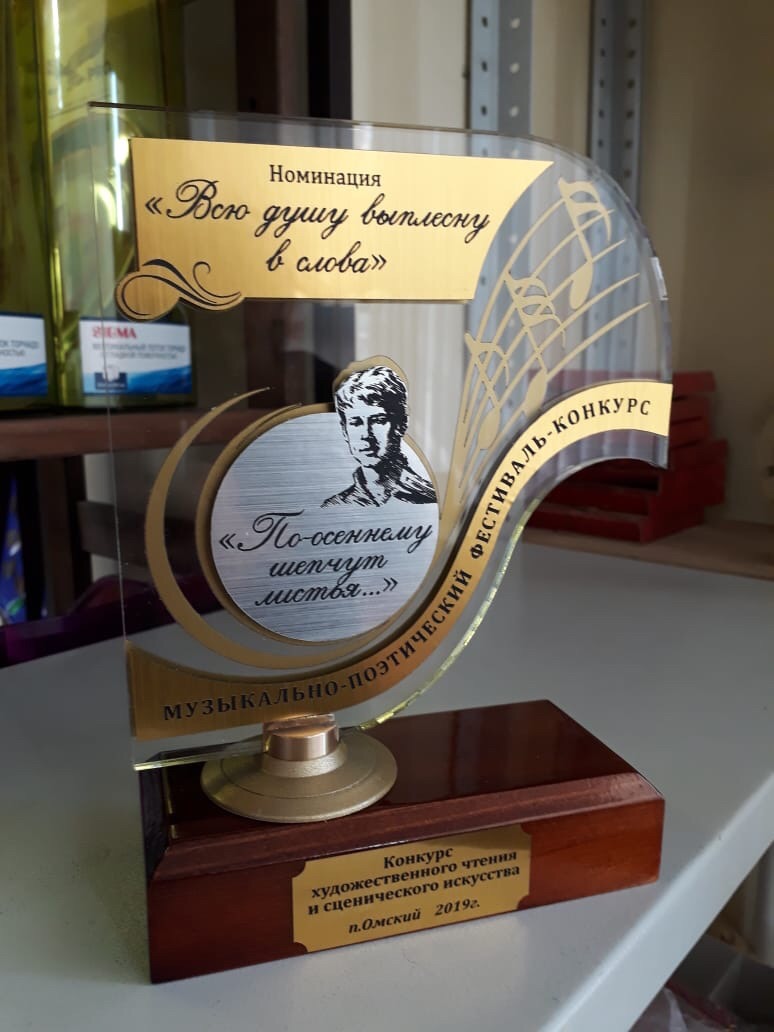 Номинация
«Всю душу выплесну
в слова»
«По-осеннему
шепчут
листья...»
МУЗЫКАЛЬНО-ПОЭТИЧЕСКИЙ ФЕСТИВАЛЬ-КОНКУРС
Конкурс
художественного чтения
и сценического искусства
п.Омский 2019г.
SIGMA